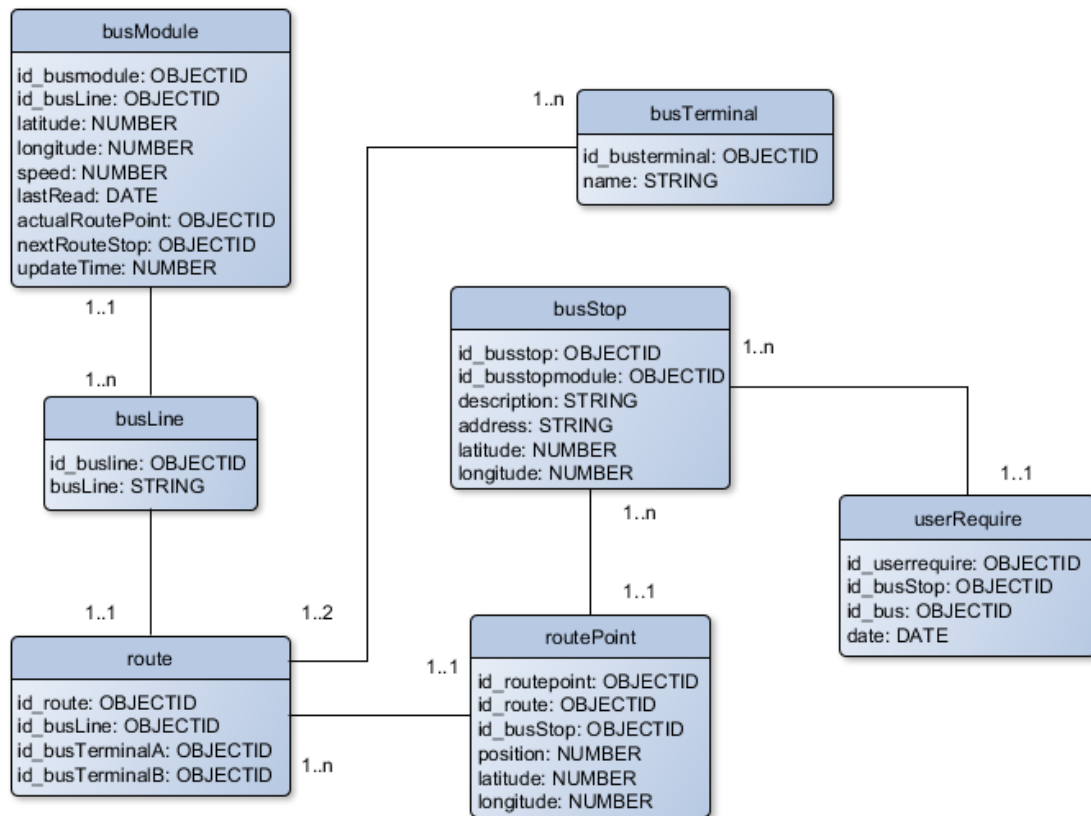 busModule
id_busmodule: OBJECTID
id_busLine: OBJECTID
latitude: NUMBER
longitude: NUMBER
speed: NUMBER
lastRead: DATE
actualRoutePoint: OBJECTID
nextRouteStop: OBJECTID
updateTime: NUMBER
1..1
1..n
busLine
id_busline: OBJECTID
busLine: STRING
1..1
route
id_route: OBJECTID
id_busLine: OBJECTID
id_busTerminalA: OBJECTID
id_busTerminalB: OBJECTID
1..2
1..n
1..n
busTerminal
id_busterminal: OBJECTID
name: STRING
busStop
id_busstop: OBJECTID
id_busstopmodule: OBJECTID
description: STRING
address: STRING
latitude: NUMBER
longitude: NUMBER
1..n
1..n
1..1
1..1
routePoint
id_routepoint: OBJECTID
id_route: OBJECTID
id_busStop: OBJECTID
position: NUMBER
latitude: NUMBER
longitude: NUMBER
1..1
userRequire
id_userrequire: OBJECTID
id_busStop: OBJECTID
id_bus: OBJECTID
date: DATE